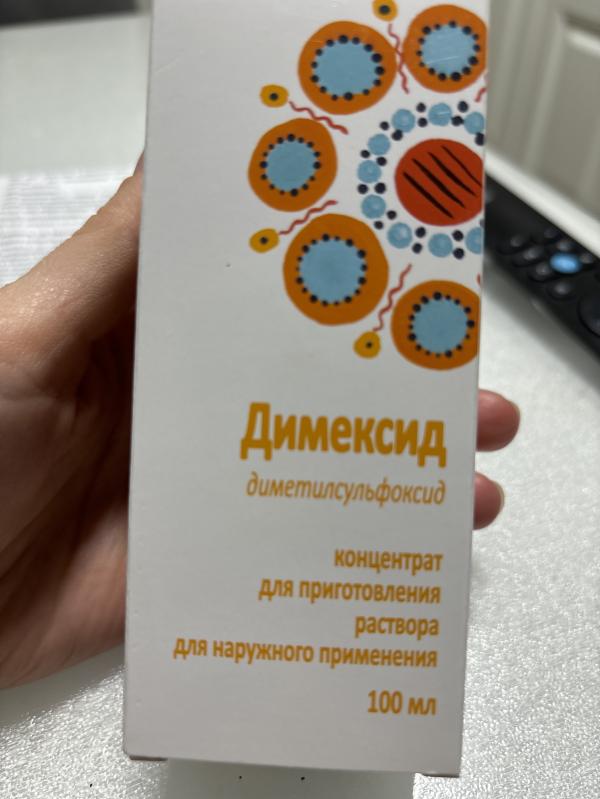 Димексид
диметилсульфоксид
концентрат
для приготовления
раствора
для наружного применения
100 мл